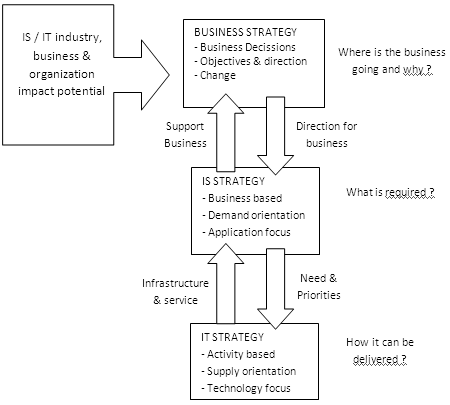 IS / IT industry,
business &
organization
impact potential
BUSINESS STRATEGY
- Business Decissions
- Objectives & direction
- Change
Where is the business
going and why ?
Support
Business
Direction for
business
IS STRATEGY
- Business based
- Demand orientation
- Application focus
What is required ?
Infrastructure
& service
Need &
Priorities
IT STRATEGY
- Activity based
- Supply orientation
- Technology focus
How it can be
delivered ?